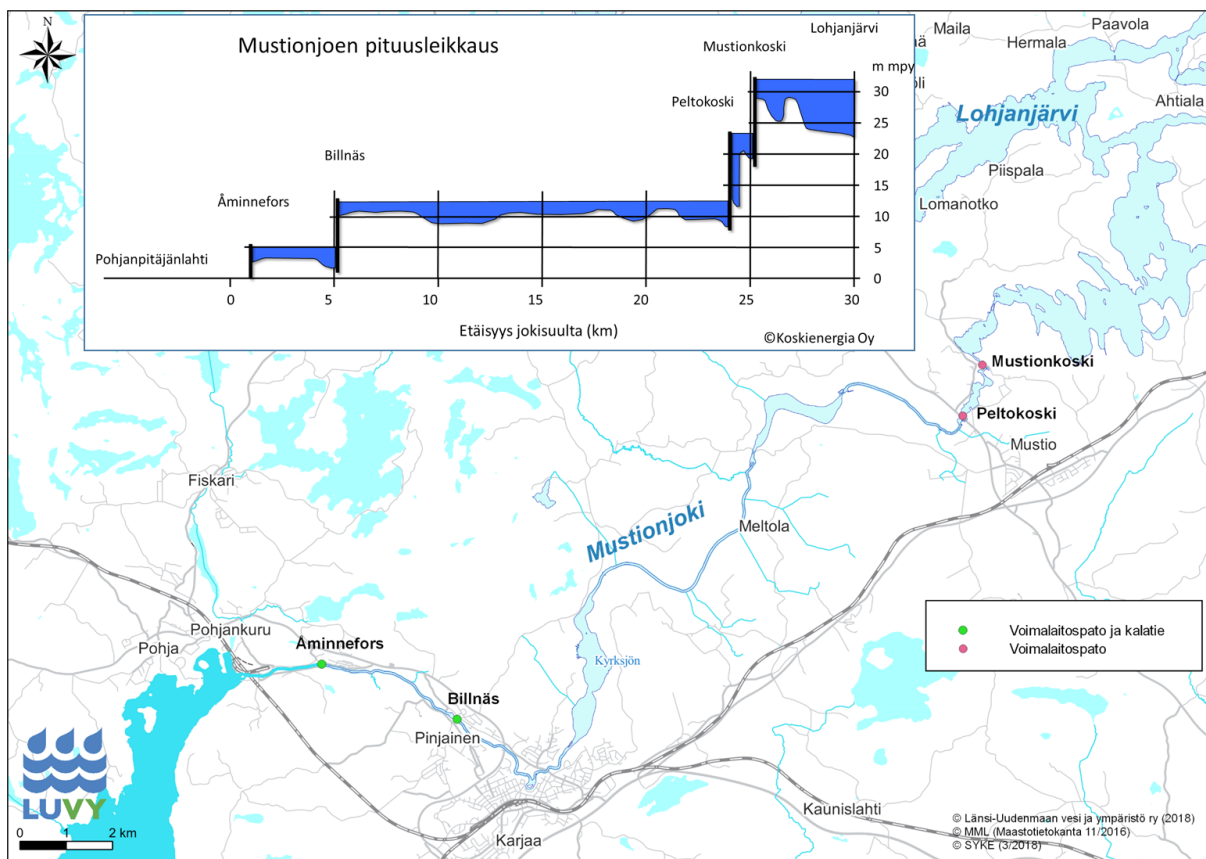 N
Mustionjoen pituusleikkaus
Lohjanjärvi
Mustionkoski
m mpy
Peltokoski
Billnäs
Åminnefors
Pohjanpitäjänlahti
30
25
20
15
10
5
0
0 5 10 15 20 25 30
Etäisyys jokisuulta (km)
©Koskienergia Oy
Maila
Paavola
Hermala
Ahtiala
Lohjanjärvi
Piispala
Lomanotko
Mustionkoski
Peltokoski
Mustio
Fiskari
Mustionjoki
Meltola
Pohjankuru
Pohja
Åminnefors
Kyrksjön
Billnäs
Pinjainen
Karjaa
Kaunislahti
Voimalaitospato ja kalatie
Voimalaitospato
LUVY
0 1 2 km
© Länsi-Uudenmaan vesi ja ympäristö ry (2018)
© MML (Maastotietokanta 11/2016)
© SYKE (3/2018)